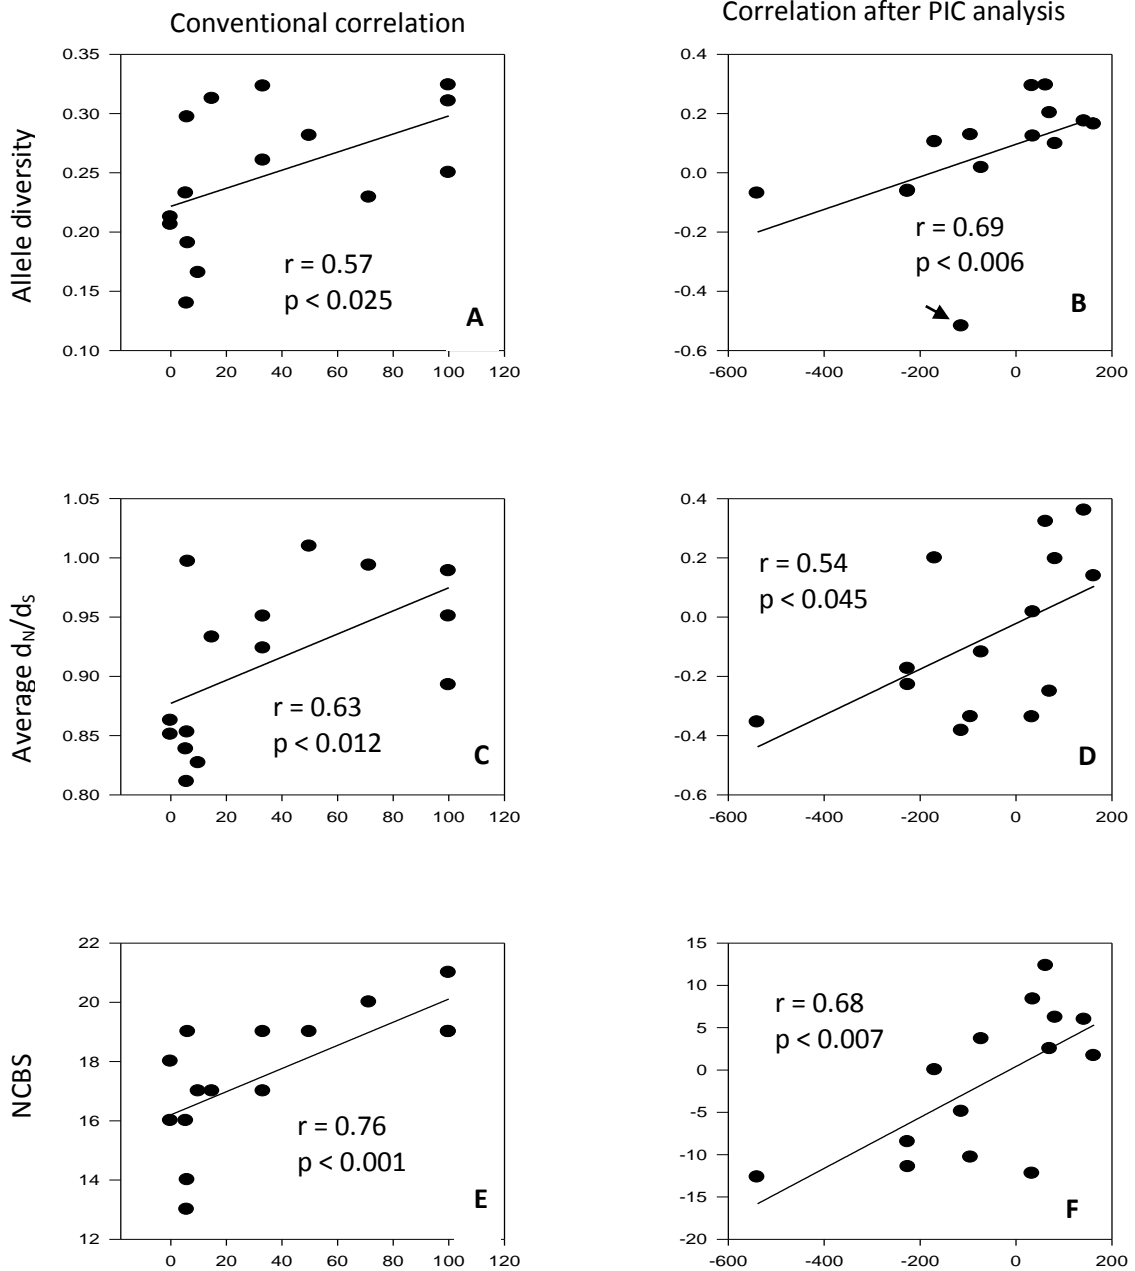 Conventional correlation
Correlation after PIC analysis
Allele diversity
0.35
0.30
0.25
0.20
0.15
0.10
r = 0.57
p < 0.025
A
0 20 40 60 80 100 120
0.4
0.2
0.0
-0.2
-0.4
-0.6
r = 0.69
p < 0.006
B
-600 -400 -200 0 200
Average dN/dS
1.05
1.00
0.95
0.90
0.85
0.80
r = 0.63
p < 0.012
C
0 20 40 60 80 100 120
0.4
0.2
0.0
-0.2
-0.4
-0.6
r = 0.54
p < 0.045
D
-600 -400 -200 0 200
NCBS
22
20
18
16
14
12
r = 0.76
p < 0.001
E
0 20 40 60 80 100 120
15
10
5
0
-5
-10
-15
-20
r = 0.68
p < 0.007
F
-600 -400 -200 0 200